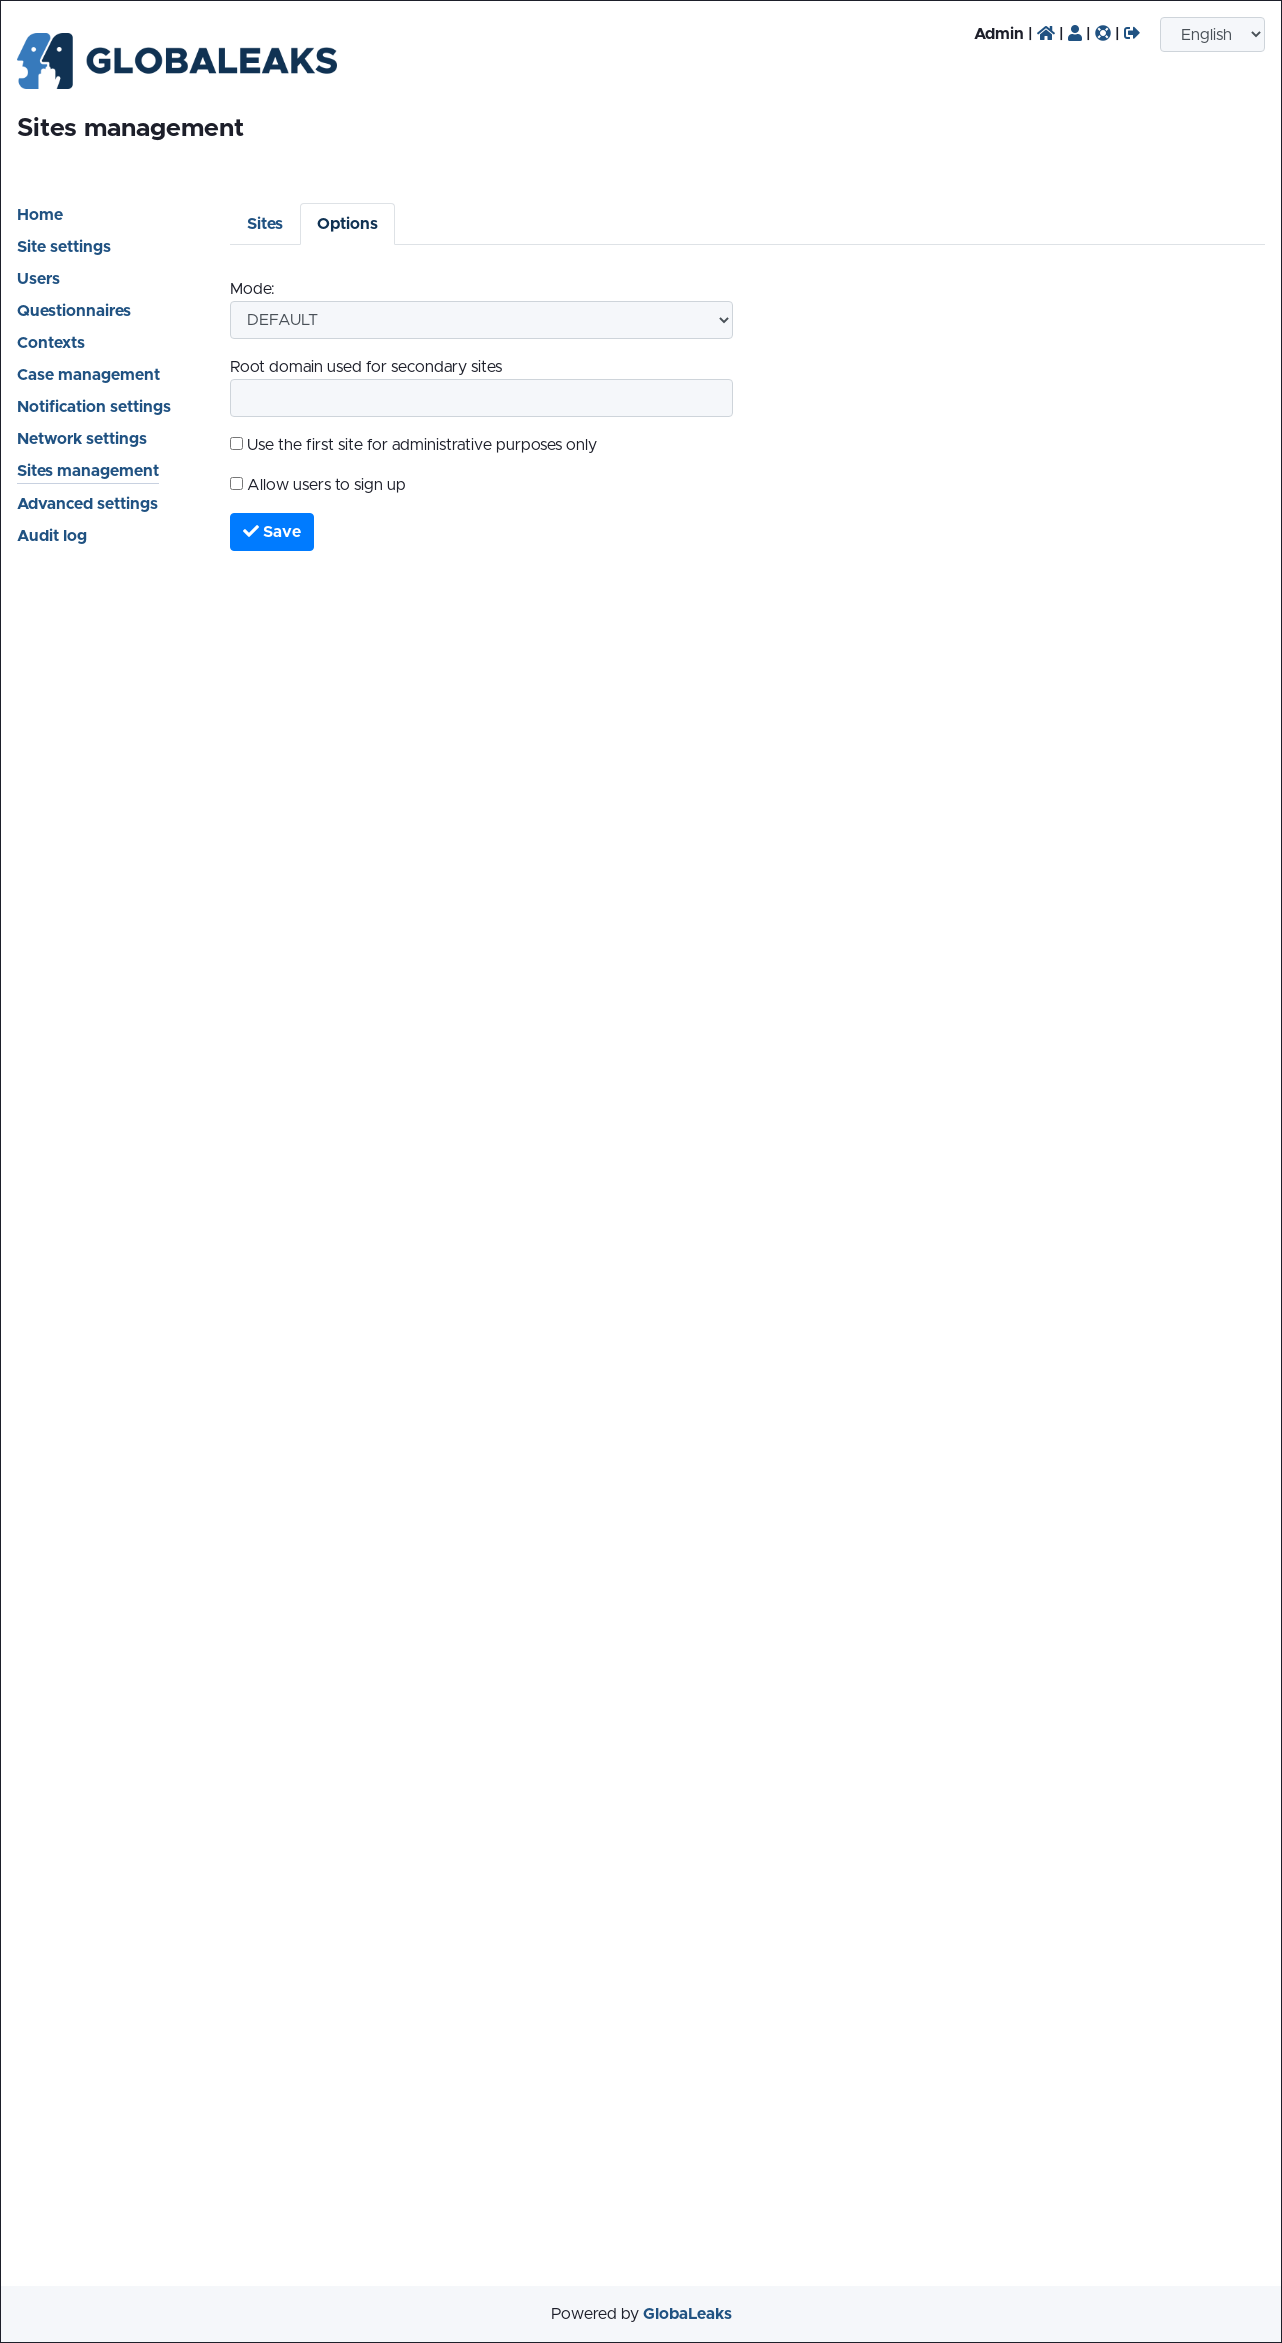 GLOBALEAKS
Admin | | | | English
Sites management
Home
Site settings
Users
Questionnaires
Contexts
Case management
Notification settings
Network settings
Sites management
Advanced settings
Audit log
Sites Options
Mode:
DEFAULT
Root domain used for secondary sites
Use the first site for administrative purposes only
Allow users to sign up
Save
Powered by GlobaLeaks